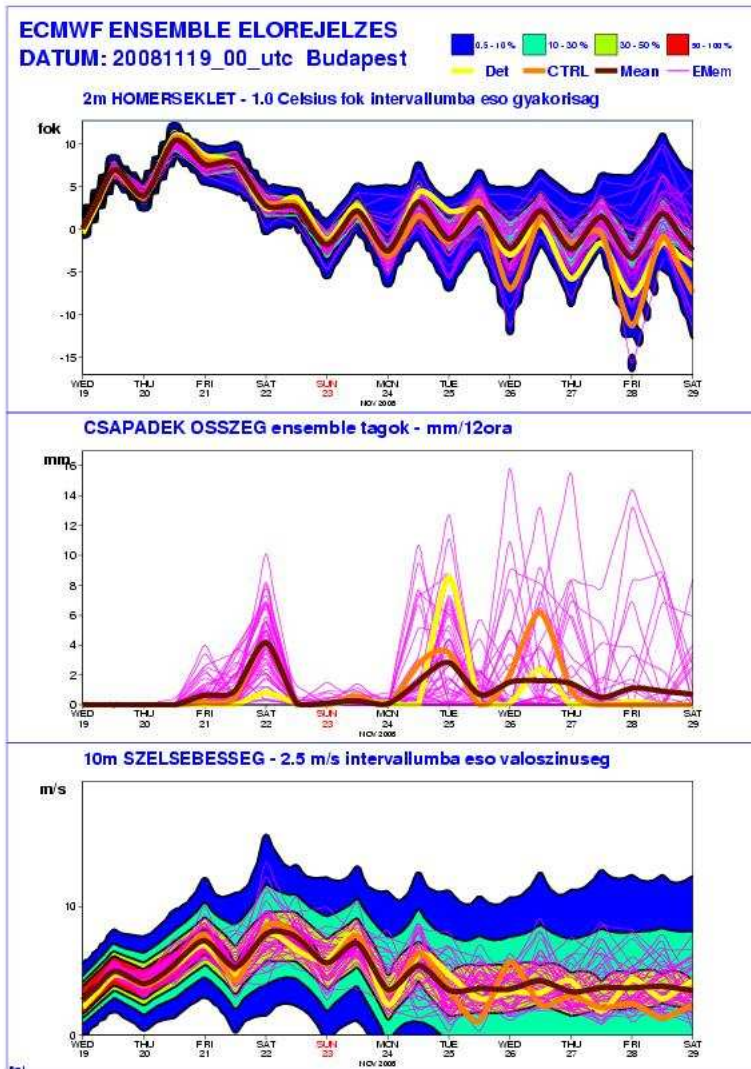 ECMWF ENSEMBLE ELOREJELZES
DATUM: 20081119_00_utc Budapest
0.5 - 10 % 10 - 30 % 30 - 50 % 50 - 100 %
Det CTRL Mean EMem
2m HOMERSEKLET - 1.0 Celsius fok intervallumba eso gyakorisag
fok
10
5
0
-5
-10
-15
WED THU FRI SAT SUN MON TUE WED THU FRI SAT
19 20 21 22 23 24 25 26 27 28 29
NOV 2008
CSAPADEK OSSZEG ensemble tagok - mm/12ora
mm
16
14
12
10
8
6
4
2
0
WED THU FRI SAT SUN MON TUE WED THU FRI SAT
19 20 21 22 23 24 25 26 27 28 29
NOV 2008
10m SZELSEBESSEG - 2.5 m/s intervallumba eso valoszinuseg
m/s
10
0
WED THU FRI SAT SUN MON TUE WED THU FRI SAT
19 20 21 22 23 24 25 26 27 28 29
NOV 2008